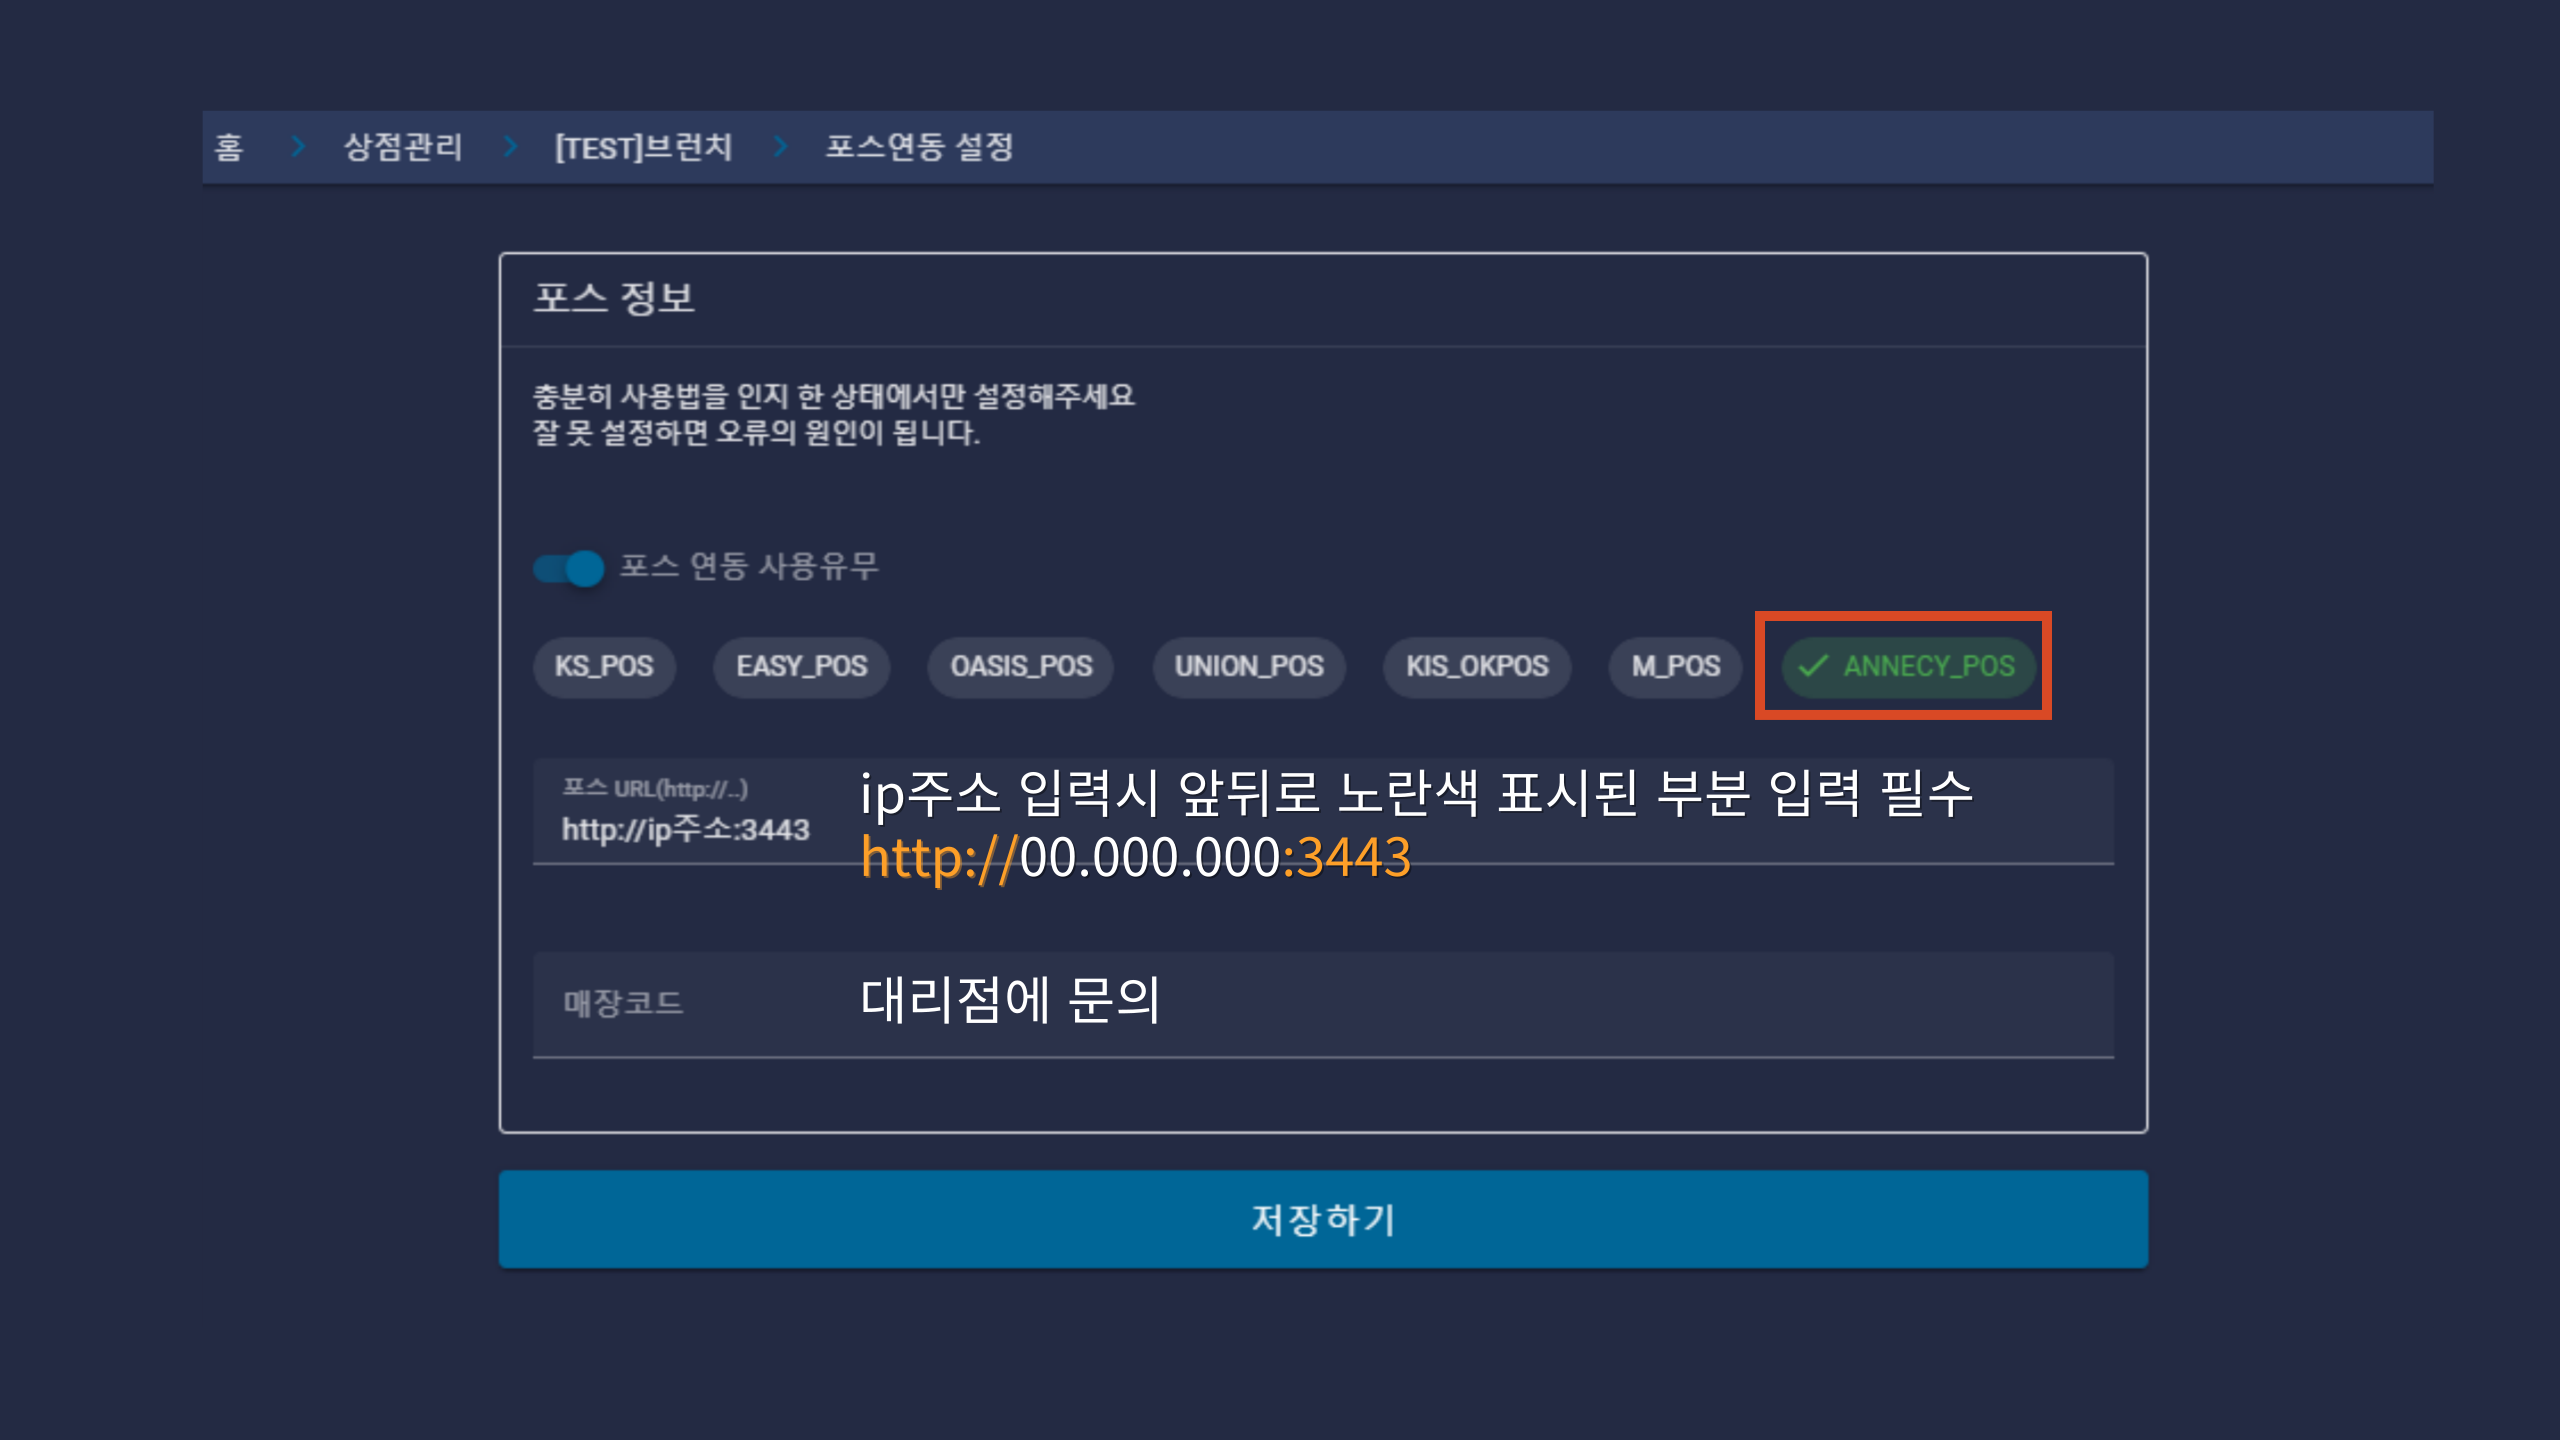 홈 > 상점관리 > [TEST]브런치 > 포스연동 설정
포스 정보
충분히 사용법을 인지 한 상태에서만 설정해주세요
잘 못 설정하면 오류의 원인이 됩니다.
포스 연동 사용유무
KS_POS EASY_POS OASIS_POS UNION_POS KIS_OKPOS M_POS ANNECY_POS
포스 URL(http://..)
http://ip주소:3443
ip주소 입력시 앞뒤로 노란색 표시된 부분 입력 필수
http://00.000.000:3443
매장코드
대리점에 문의
저장하기